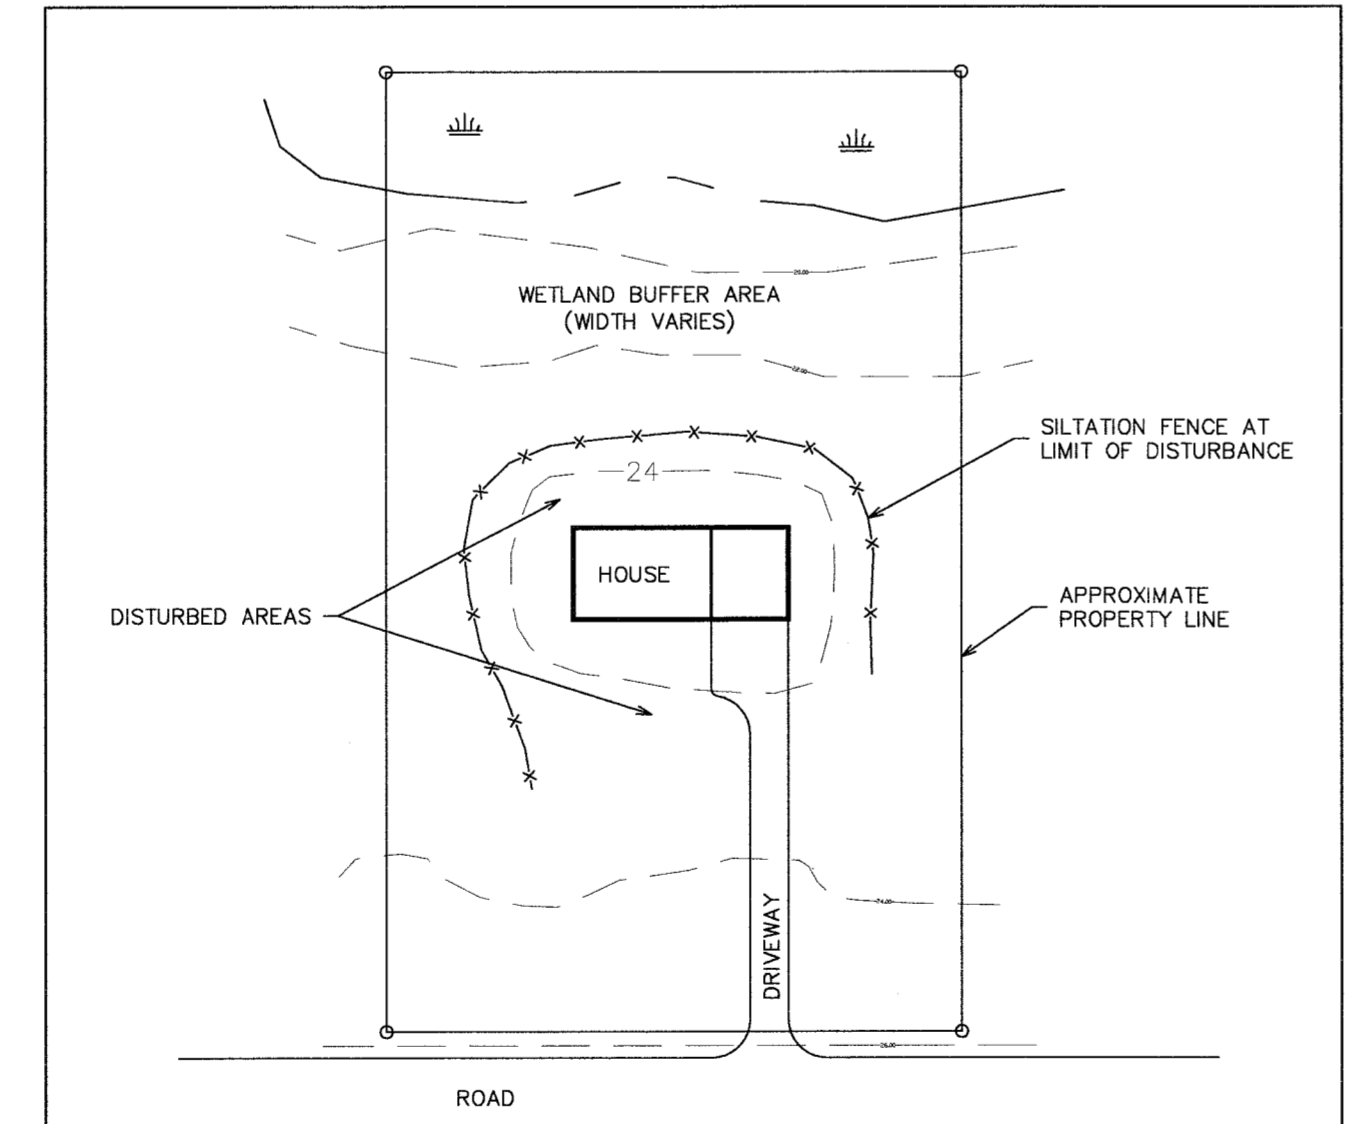 WETLAND BUFFER AREA
(WIDTH VARIES)
SILTATION FENCE AT
LIMIT OF DISTURBANCE
24
HOUSE
DISTURBED AREAS
APPROXIMATE
PROPERTY LINE
DRIVEWAY
ROAD